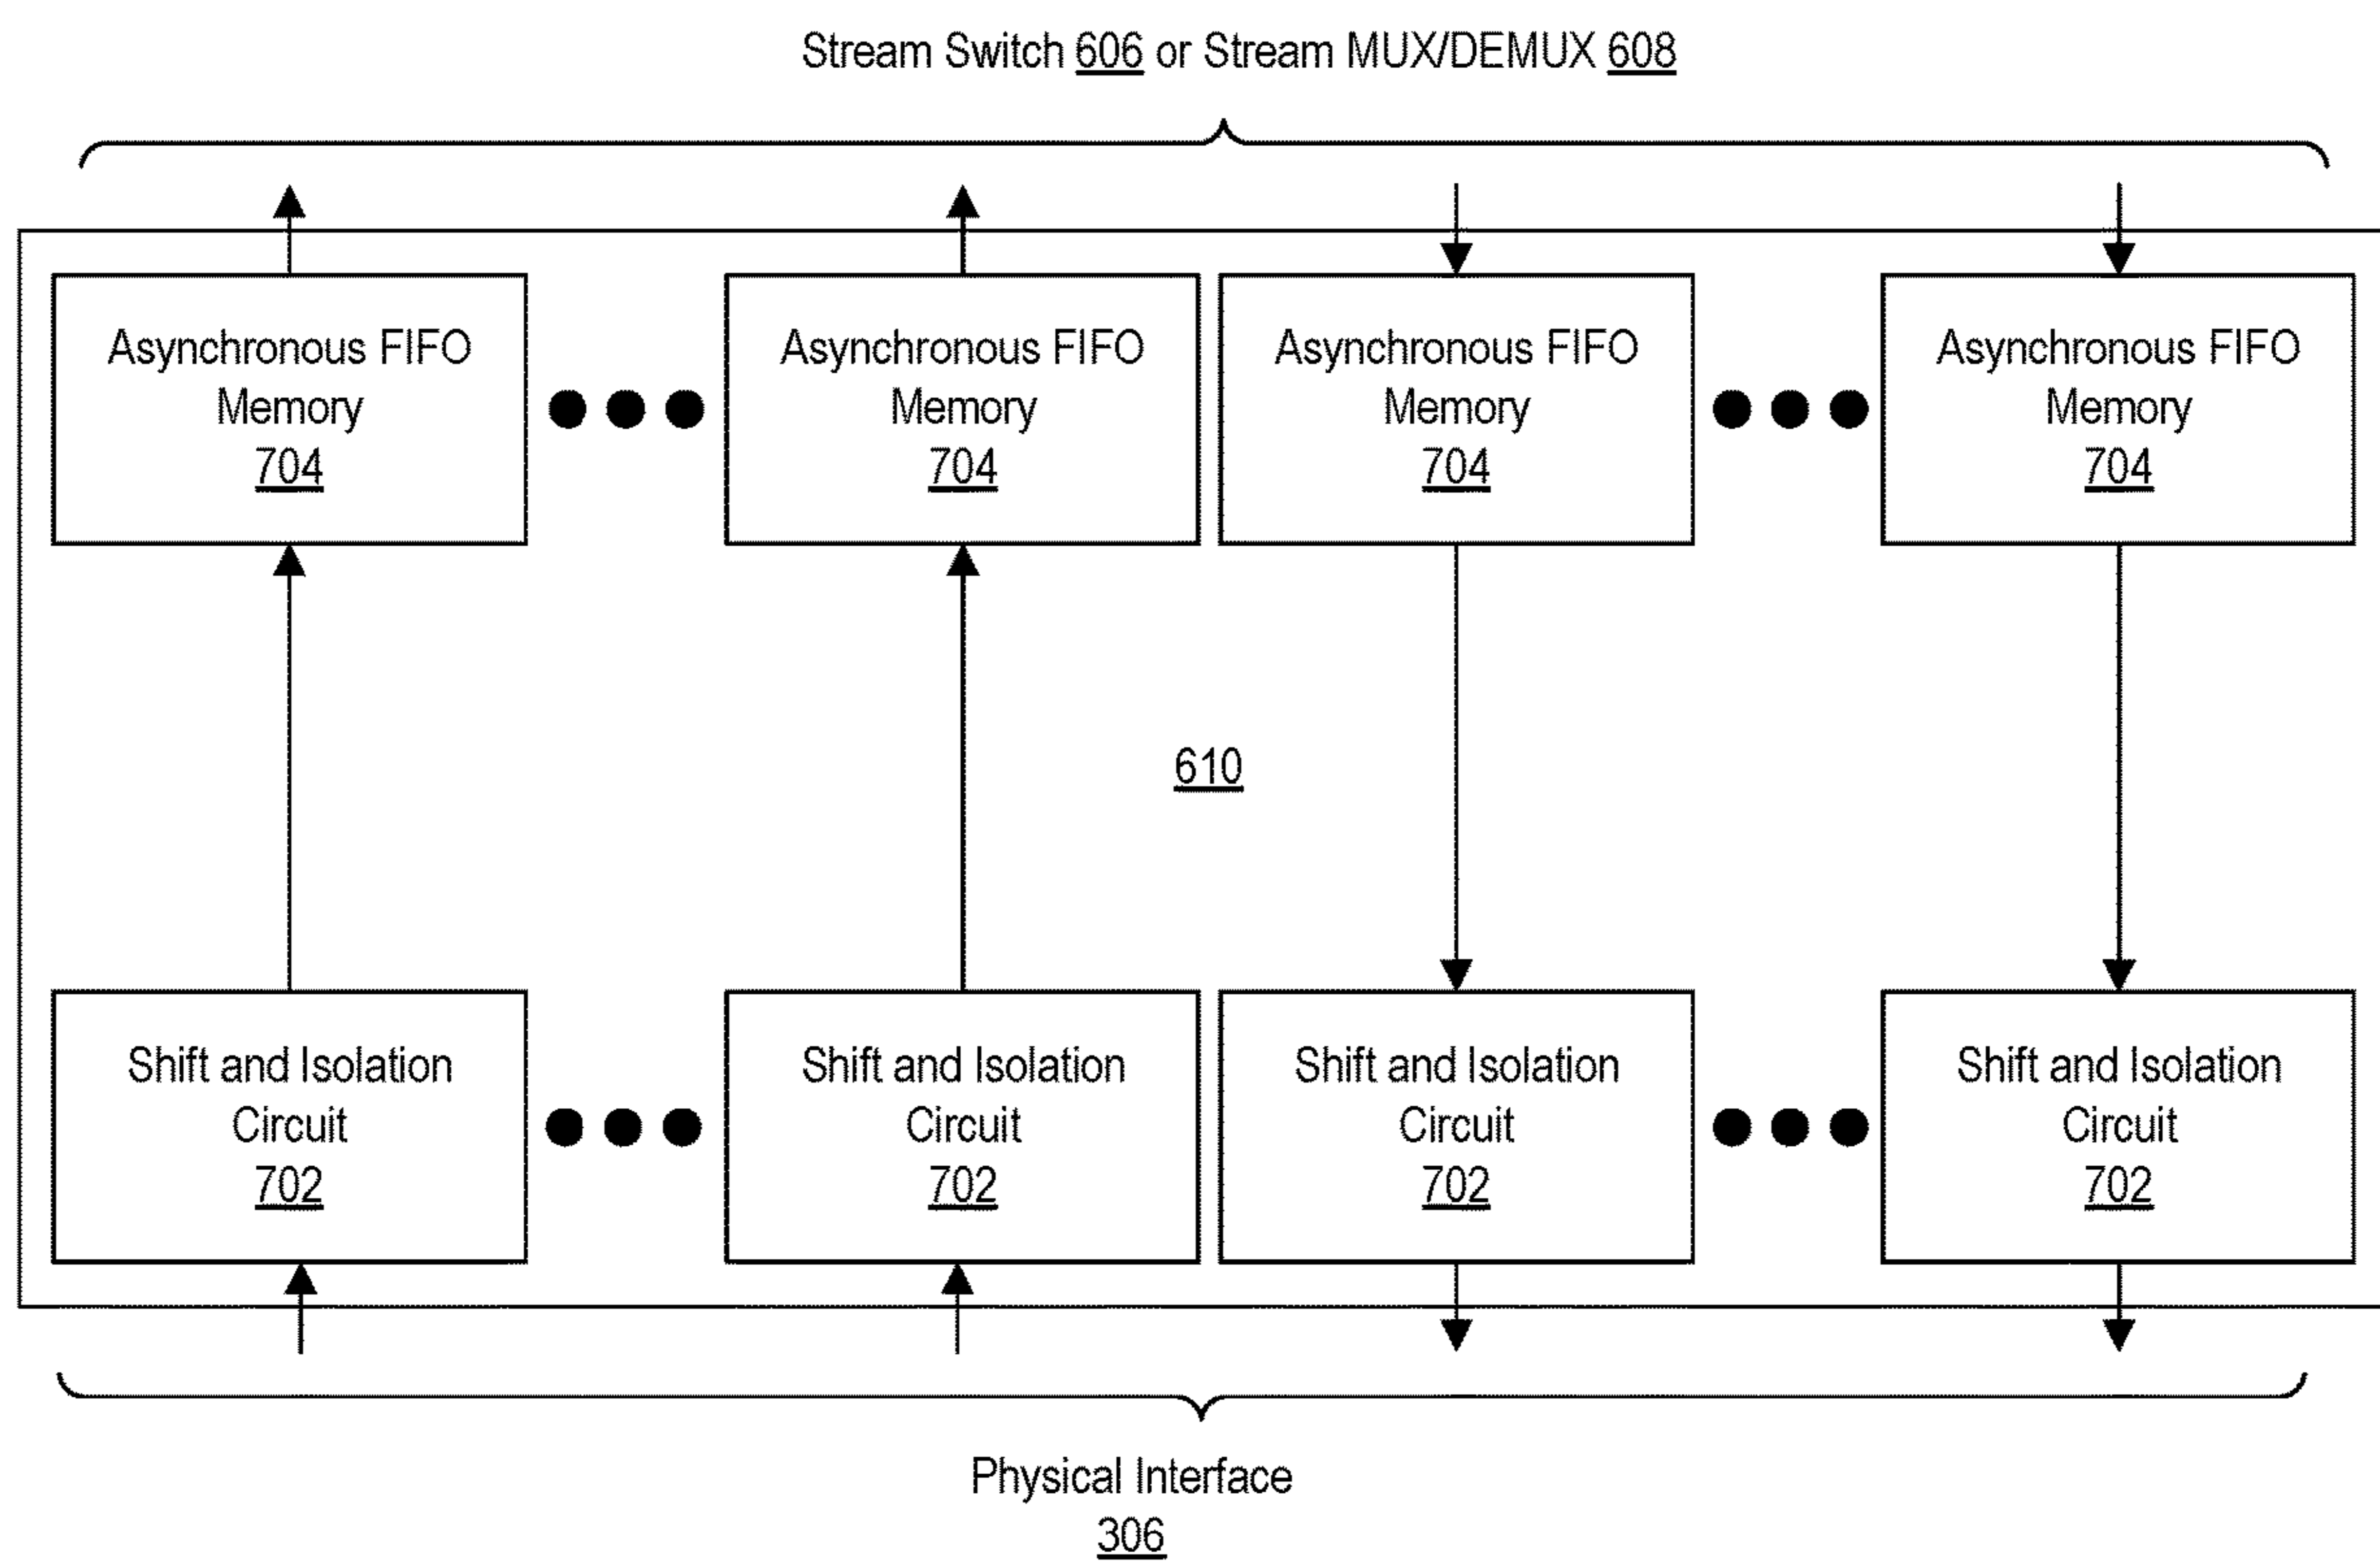 Stream Switch 606 or Stream MUX/DEMUX 608
Asynchronous FIFO
Memory
704
Asynchronous FIFO
Memory
704
Asynchronous FIFO
Memory
704
Asynchronous FIFO
Memory
704
610
Shift and Isolation
Circuit
702
Shift and Isolation
Circuit
702
Shift and Isolation
Circuit
702
Shift and Isolation
Circuit
702
Physical Interface
306